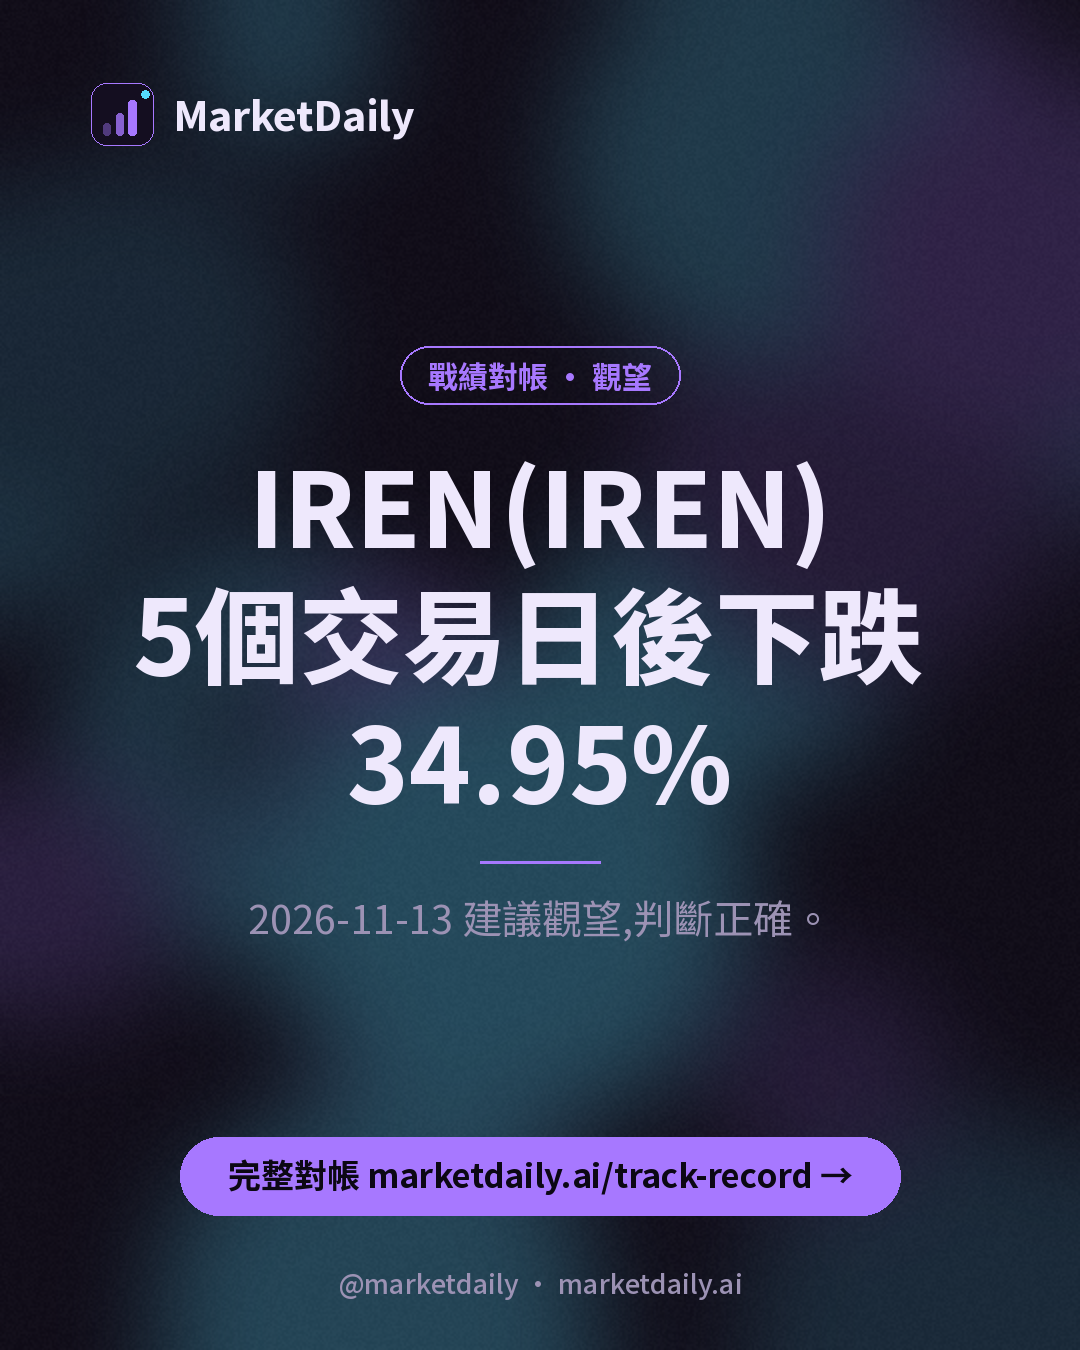 MarketDaily
戰績對帳 • 觀望
IREN(IREN)
5個交易日後下跌
34.95%
2026-11-13 建議觀望,判斷正確。
完整對帳 marketdaily.ai/track-record →
@marketdaily • marketdaily.ai